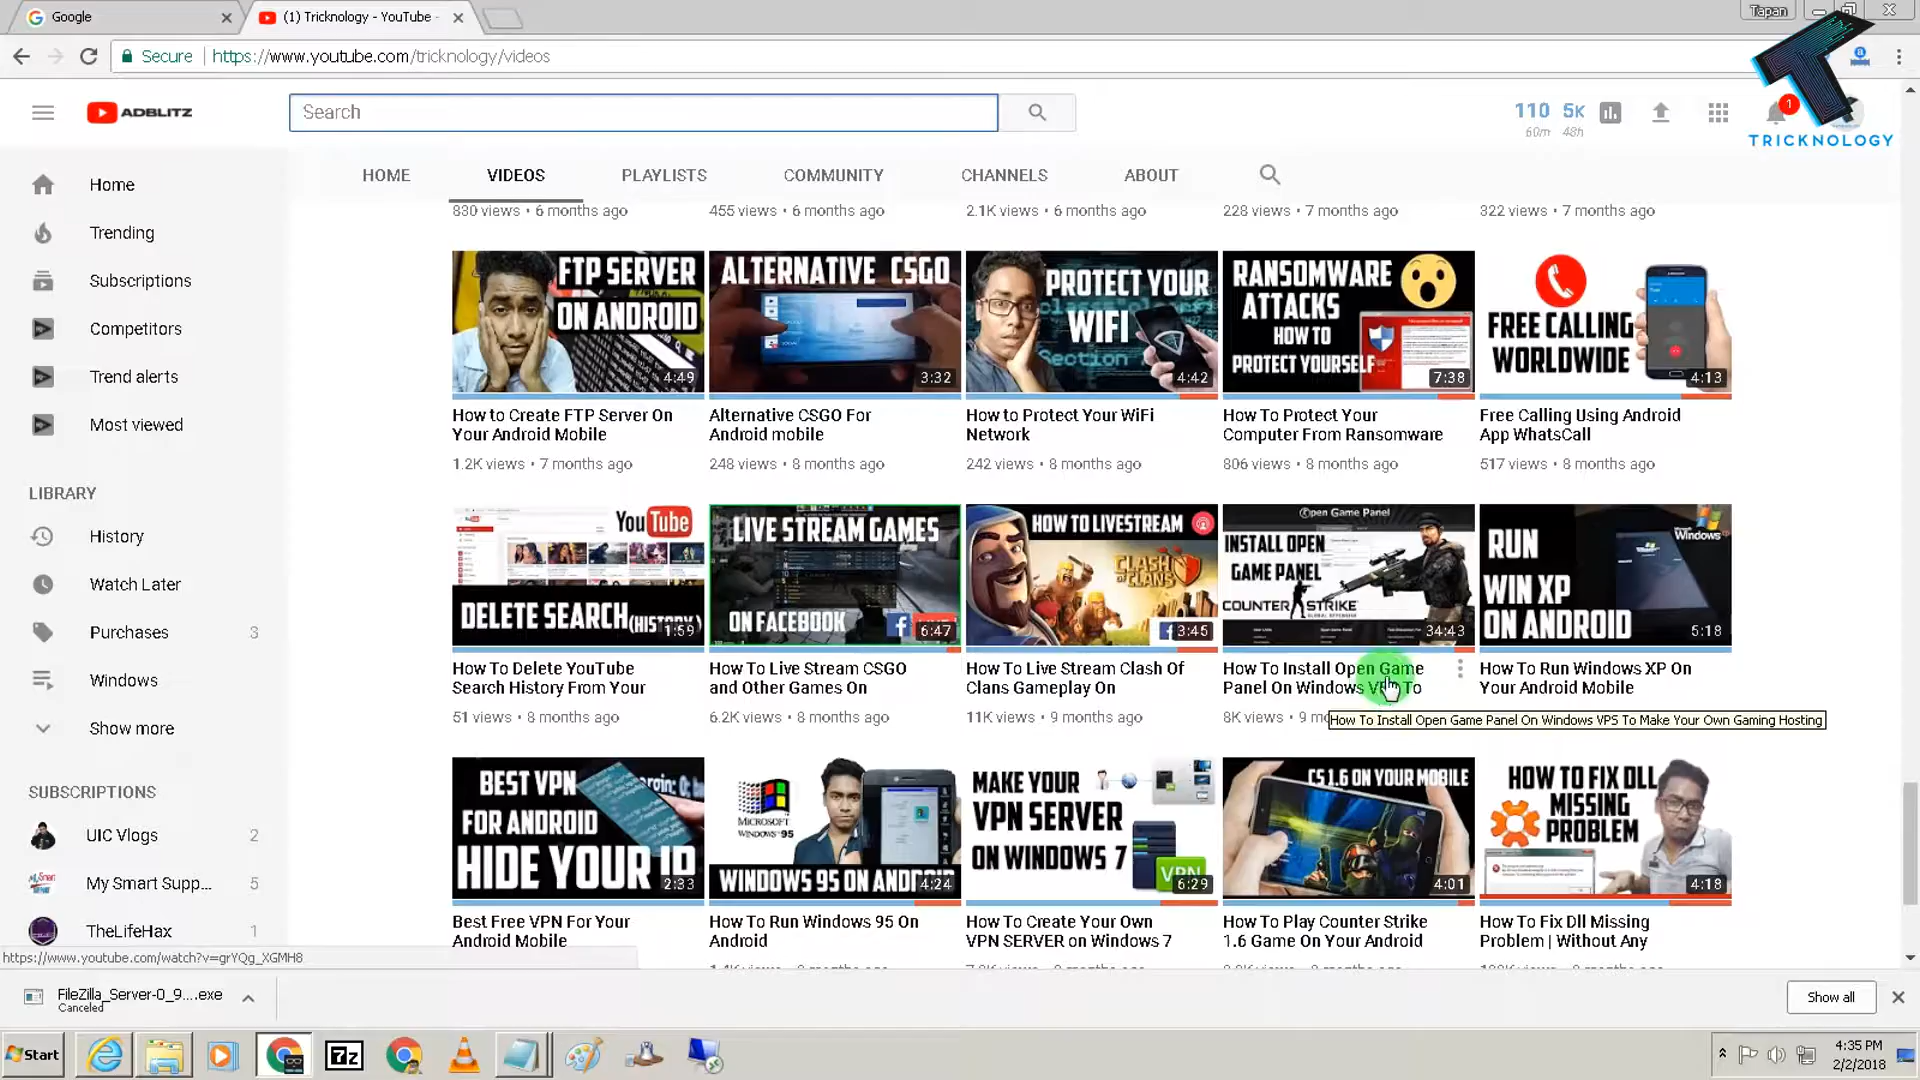 Google
(1) Tricknology - YouTube -
Tapan
Secure
https://www.youtube.com/tricknology/videos
ADBLITZ
Search
110 5K
60m 48h
1
TRICKNOLOGY
HOME VIDEOS PLAYLISTS COMMUNITY CHANNELS ABOUT
Home
Trending
Subscriptions
Competitors
Trend alerts
Most viewed
LIBRARY
History
Watch Later
Purchases 3
Windows
Show more
SUBSCRIPTIONS
UIC Vlogs 2
My Smart Supp... 5
TheLifeHax 1
830 views • 6 months ago
455 views • 6 months ago
2.1K views • 6 months ago
228 views • 7 months ago
322 views • 7 months ago
FTP SERVER
ON ANDROID
4:49
How to Create FTP Server On
Your Android Mobile
1.2K views • 7 months ago
ALTERNATIVE CSGO
3:32
Alternative CSGO For
Android mobile
248 views • 8 months ago
PROTECT YOUR
WIFI
Section
4:42
How to Protect Your WiFi
Network
242 views • 8 months ago
RANSOMWARE
ATTACKS
HOW TO
PROTECT YOURSELF
7:38
How To Protect Your
Computer From Ransomware
806 views • 8 months ago
FREE CALLING
WORLDWIDE
4:13
Free Calling Using Android
App WhatsCall
517 views • 8 months ago
YouTube
DELETE SEARCH (HISTORY)
1:59
How To Delete YouTube
Search History From Your
51 views • 8 months ago
LIVE STREAM GAMES
ON FACEBOOK
6:47
How To Live Stream CSGO
and Other Games On
6.2K views • 8 months ago
HOW TO LIVESTREAM
CLASH OF CLANS
3:45
How To Live Stream Clash Of
Clans Gameplay On
11K views • 9 months ago
Open Game Panel
INSTALL OPEN
GAME PANEL
COUNTER STRIKE
34:43
How To Install Open Game
Panel On Windows VPS To
8K views • 9 mo
How To Install Open Game Panel On Windows VPS To Make Your Own Gaming Hosting
Windows
RUN
WIN XP
ON ANDROID
5:18
How To Run Windows XP On
Your Android Mobile
BEST VPN
FOR ANDROID
HIDE YOUR IP
2:33
Best Free VPN For Your
Android Mobile
MICROSOFT
WINDOWS 95
WINDOWS 95 ON ANDROID
4:24
How To Run Windows 95 On
Android
MAKE YOUR
VPN SERVER
ON WINDOWS 7
VPN
6:29
How To Create Your Own
VPN SERVER on Windows 7
CS 1.6 ON YOUR MOBILE
4:01
How To Play Counter Strike
1.6 Game On Your Android
HOW TO FIX DLL
MISSING
PROBLEM
4:18
How To Fix Dll Missing
Problem | Without Any
https://www.youtube.com/watch?v=grYQg_XGMH8
FileZilla_Server-0_9....exe
Canceled
Show all
Start
7z
4:35 PM
2/2/2018